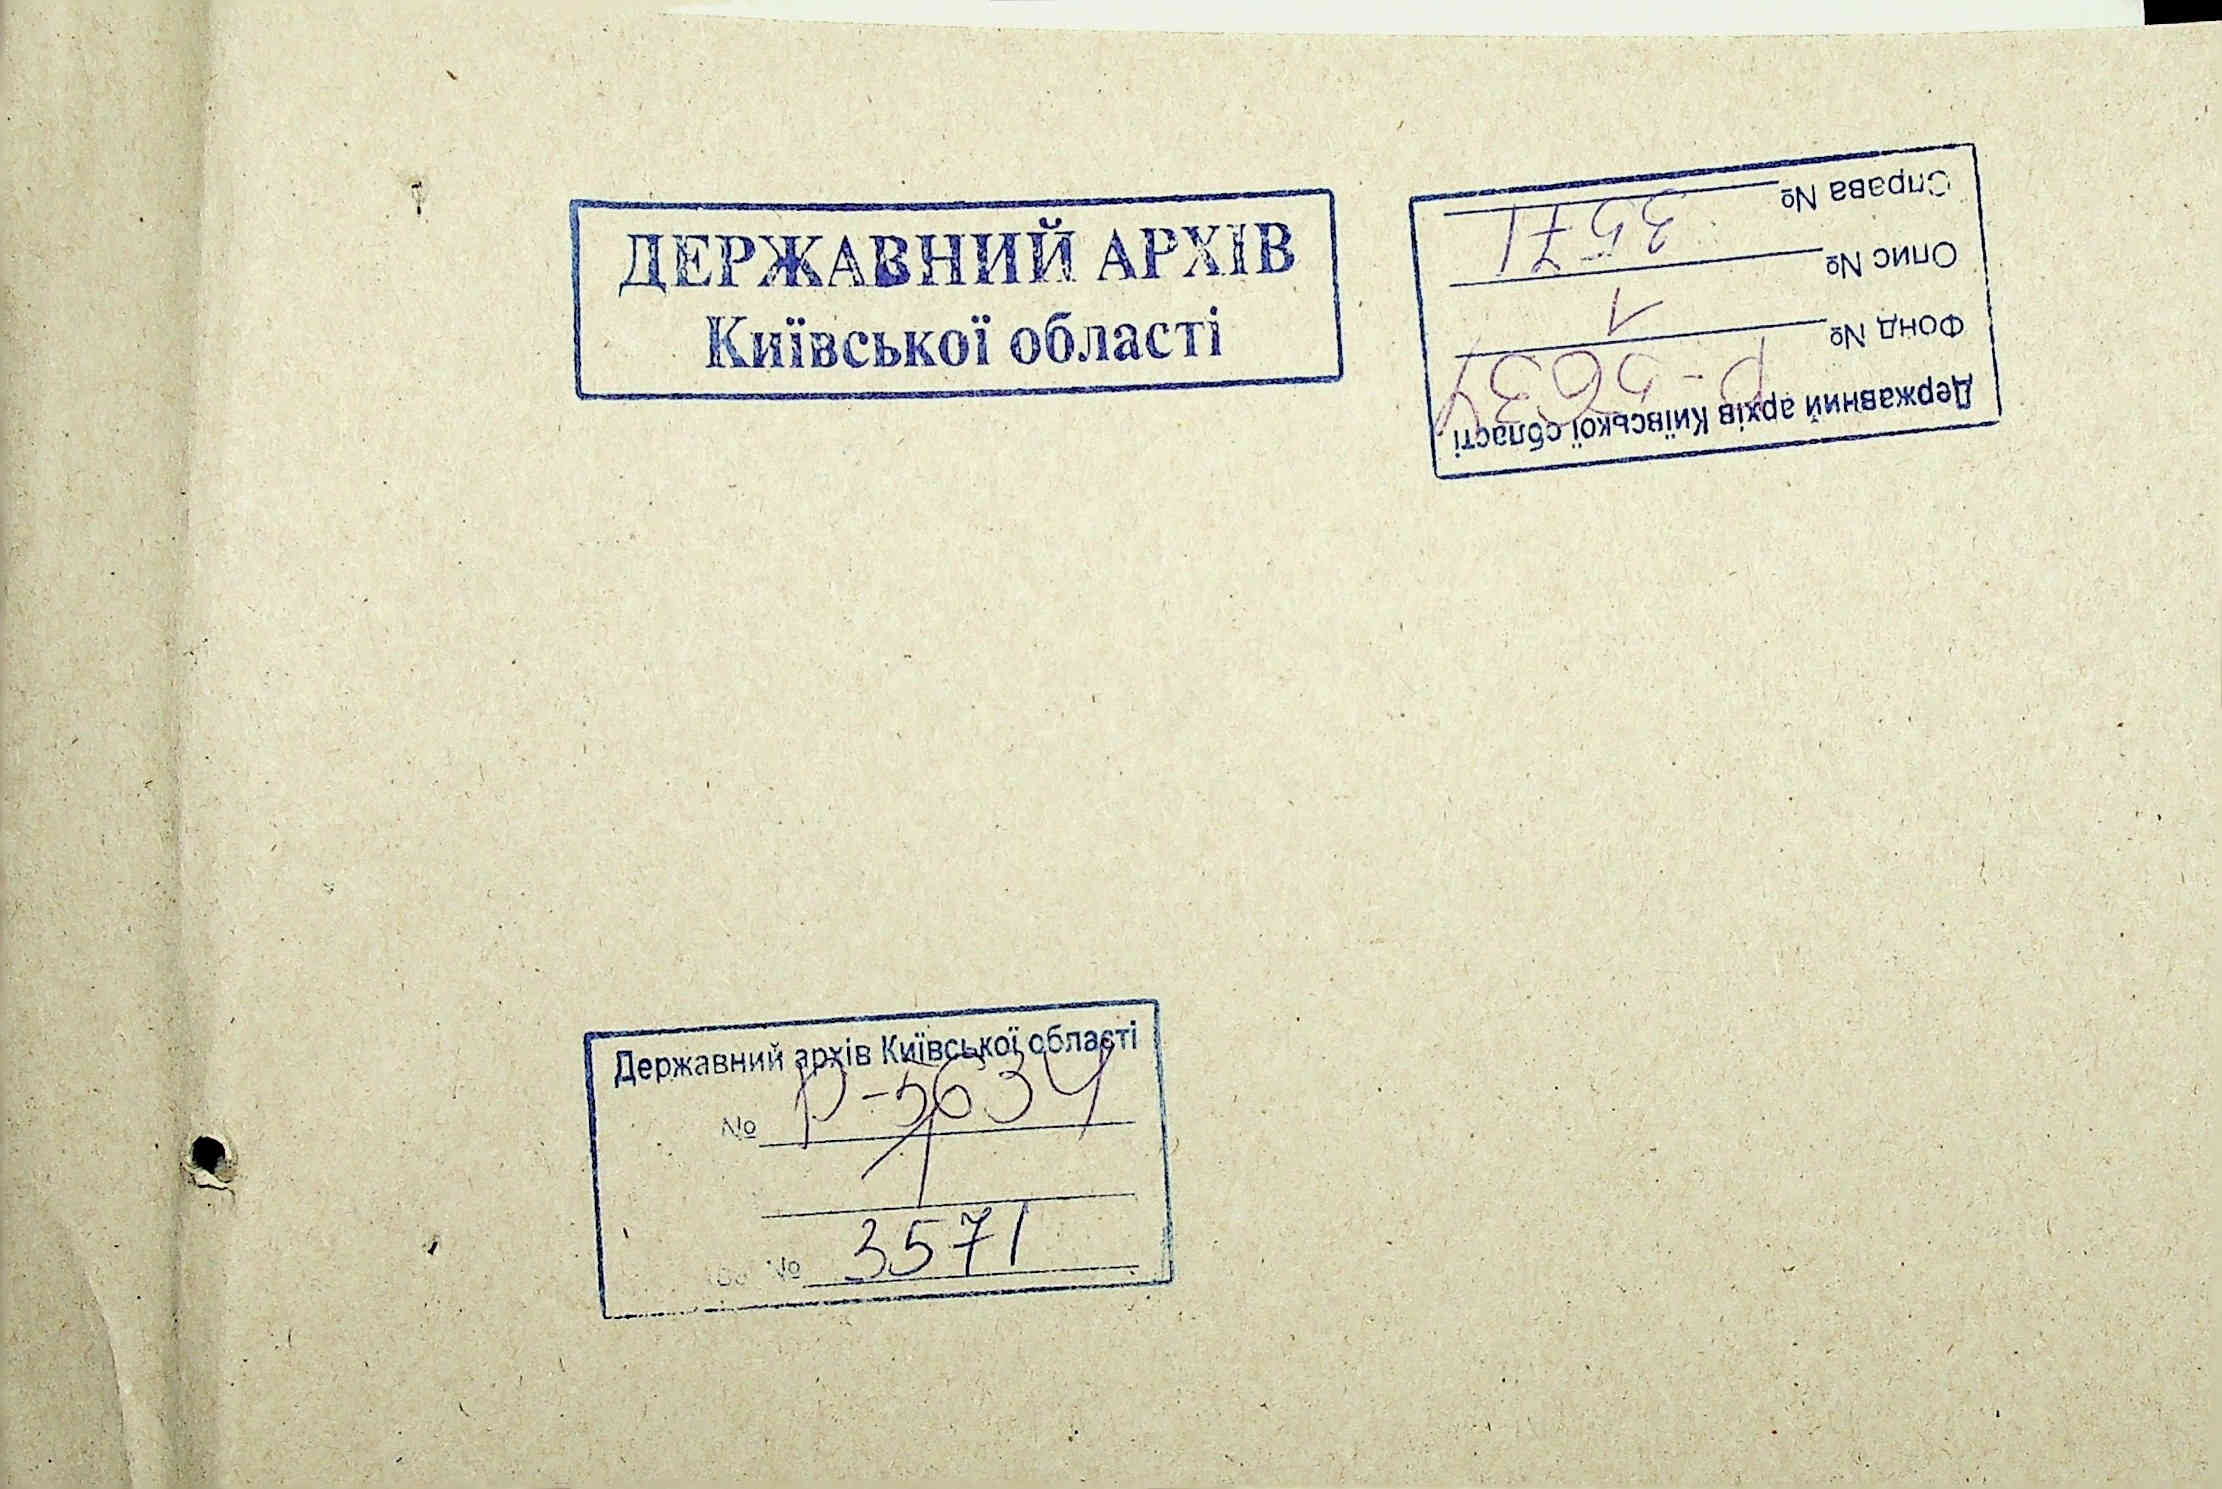 ДЕРЖАВНИЙ АРХІВ
Київської області
Державний архів Київської області
Фонд № Р-5634
Опис № 1
Справа № 3571
Державний архів Київської області
№ Р-5634
1
№ 3571